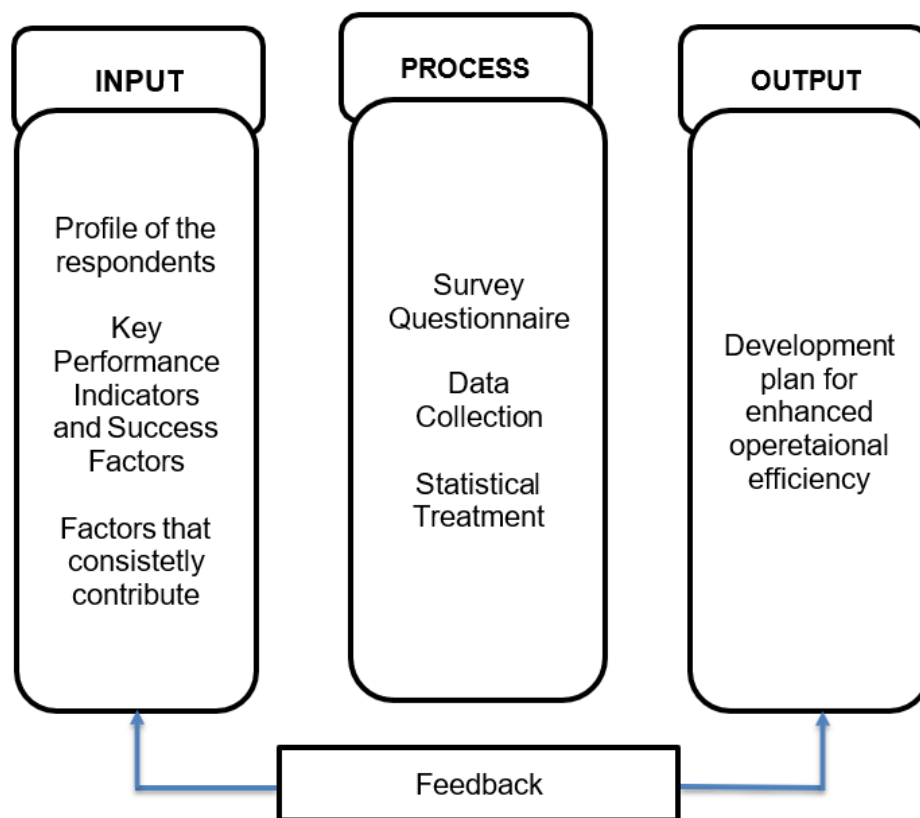 INPUT
Profile of the
respondents
Key
Performance
Indicators
and Success
Factors
Factors that
consistetly
contribute
PROCESS
Survey
Questionnaire
Data
Collection
Statistical
Treatment
OUTPUT
Development
plan for
enhanced
operetaional
efficiency
Feedback